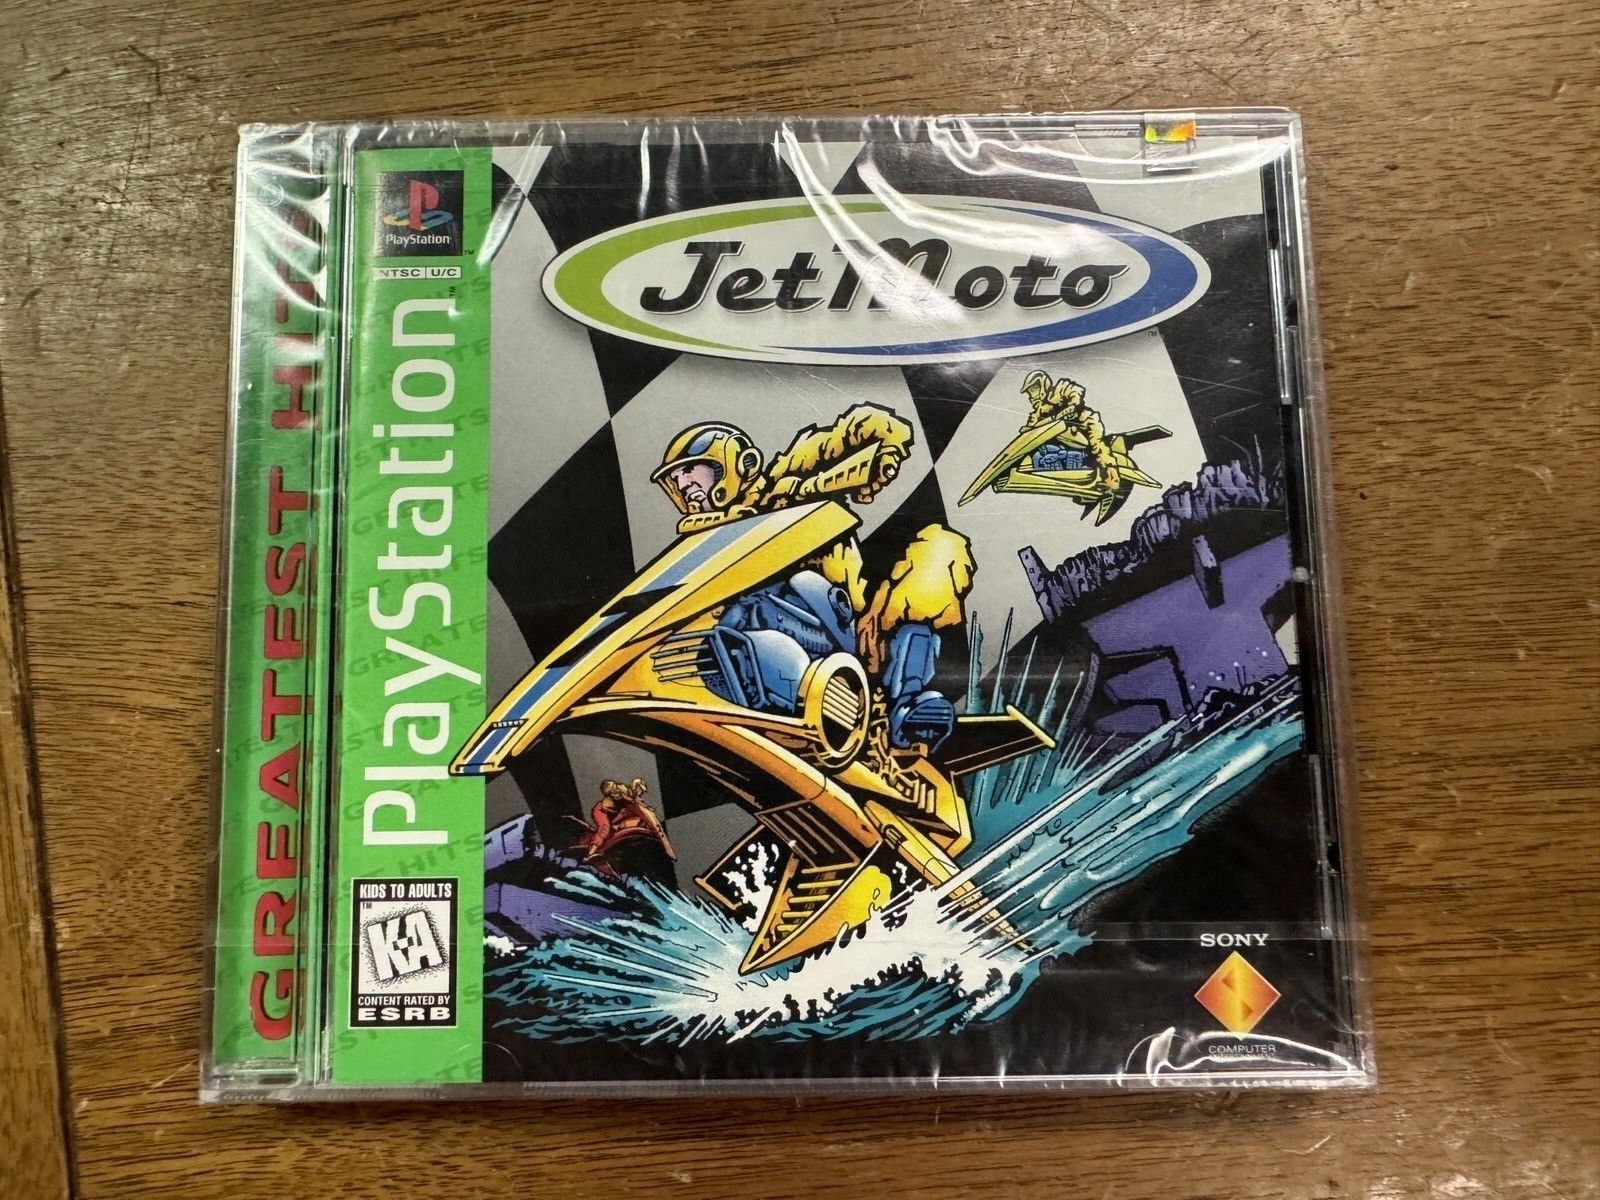 GREATEST HITS
PlayStation
NTSC U/C
PlayStation
KIDS TO ADULTS
K-A
CONTENT RATED BY
ESRB
Jet Moto
SONY
COMPUTER